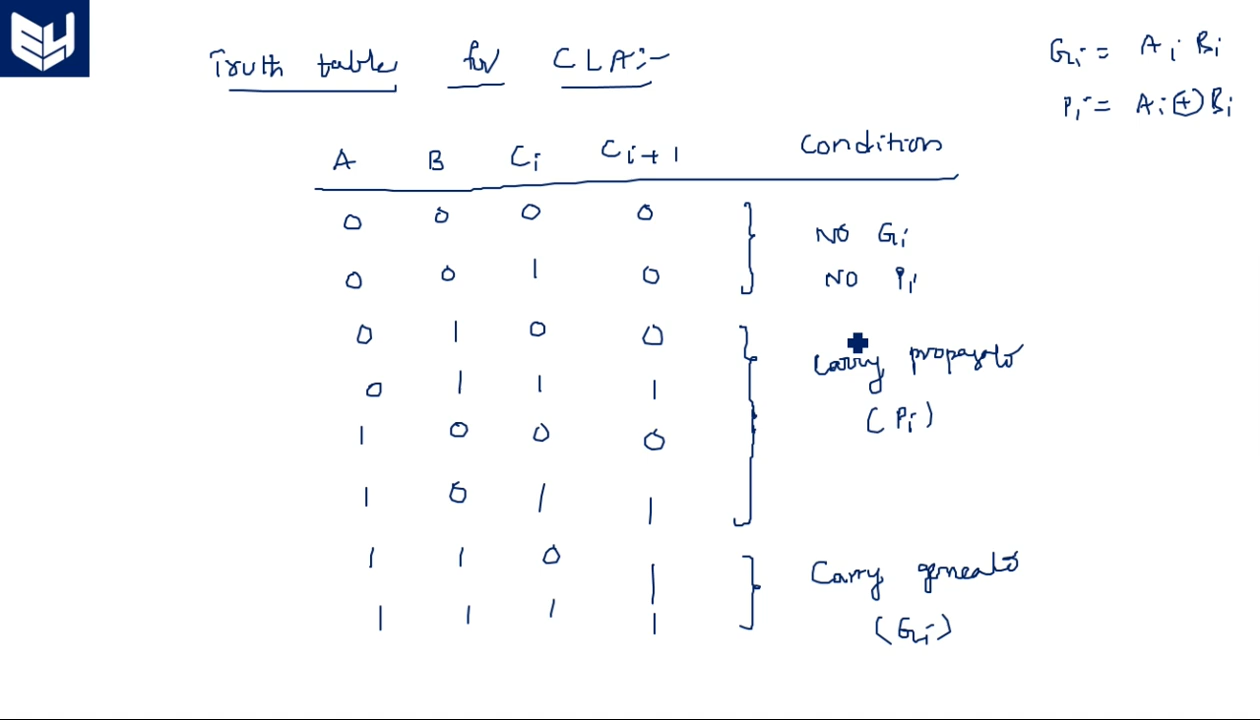 Truth table for CLA:-
Gi = Ai Bi
Pi = Ai ⊕ Bi
A B Ci Ci+1 Condition
0 0 0 0
0 0 1 0
NO Gi
NO Pi
0 1 0 0
0 1 1 1
1 0 0 0
1 0 1 1
Carry propagato
(Pi)
1 1 0 1
1 1 1 1
Carry geneato
(Gi)